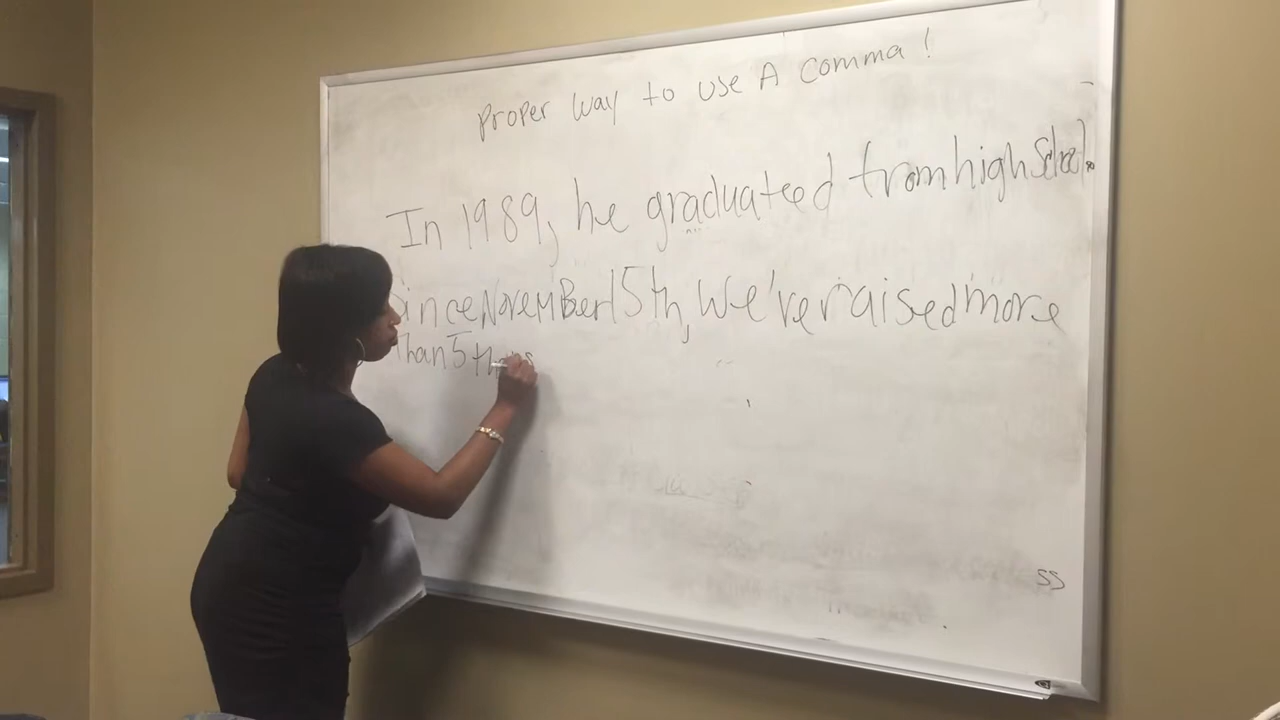 Proper way to use A comma!
In 1989, he graduated from high School.
Since November 15th, we've raised more
Than 5
SS